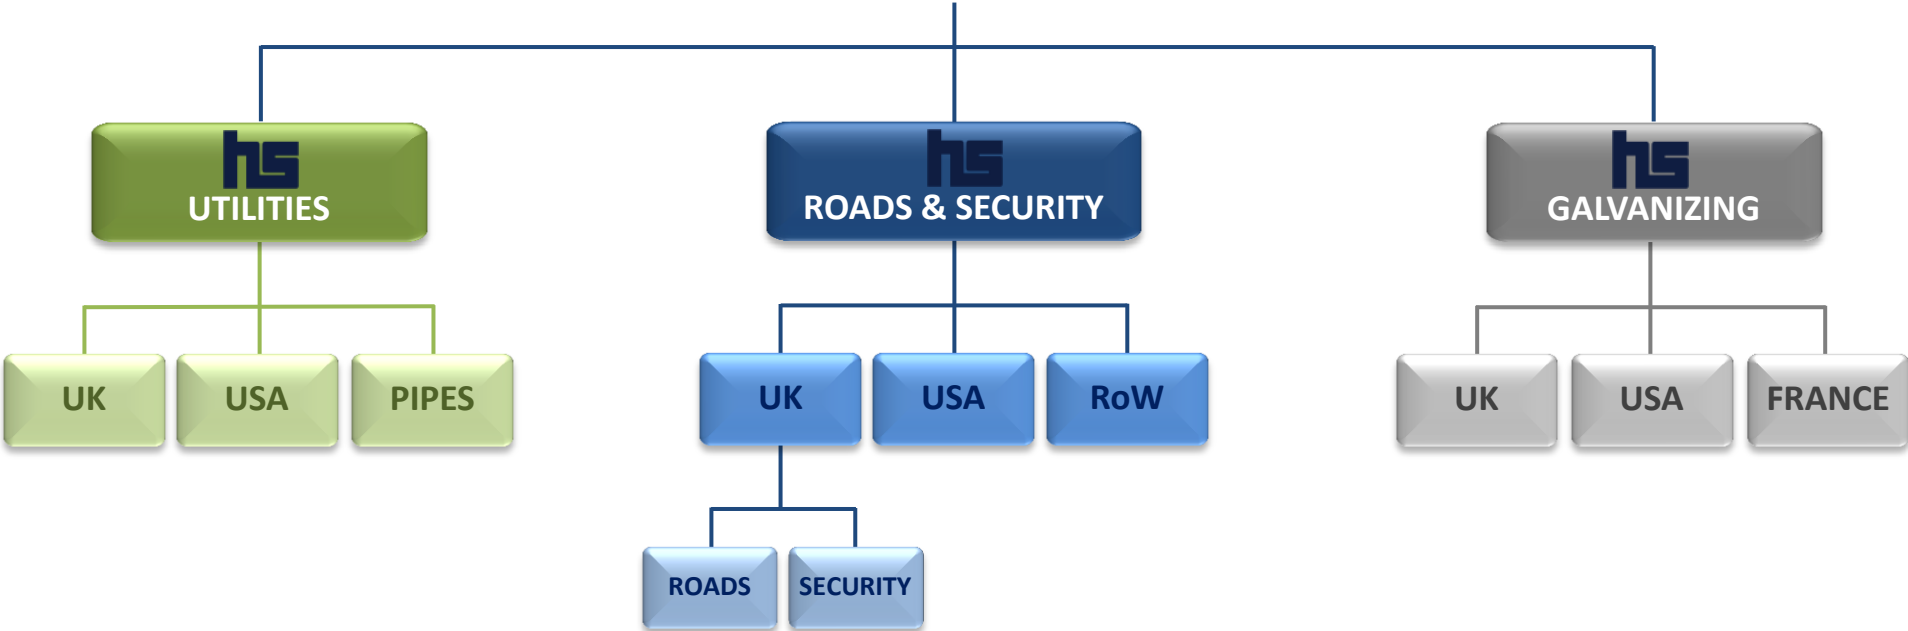 hs
UTILITIES
hs
ROADS & SECURITY
hs
GALVANIZING
UK
USA
PIPES
UK
USA
RoW
UK
USA
FRANCE
ROADS
SECURITY